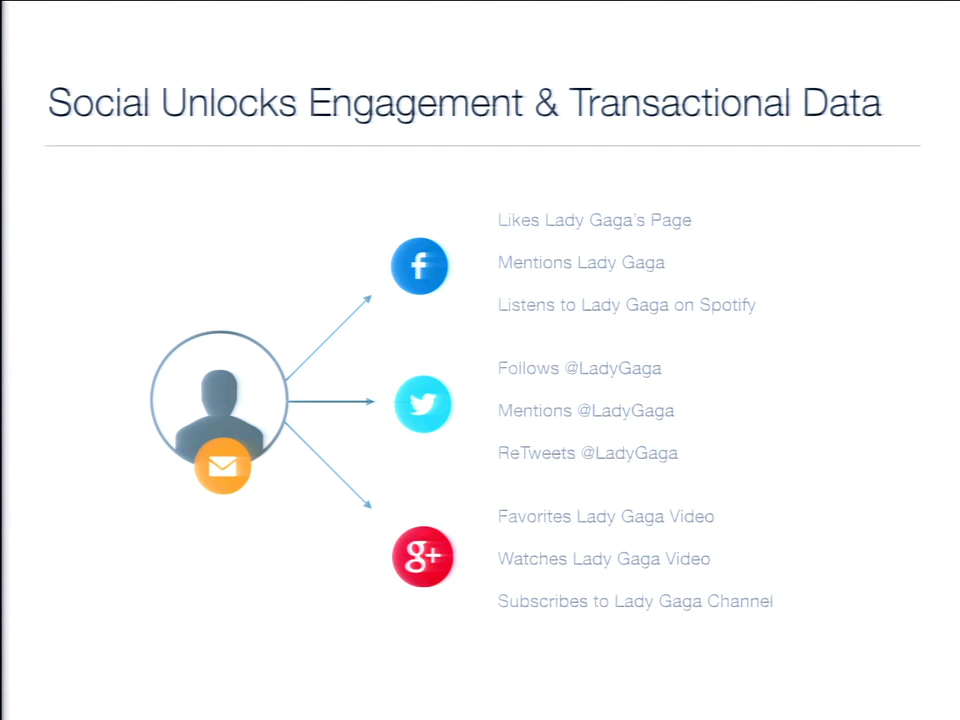 Social Unlocks Engagement & Transactional Data
Likes Lady Gaga's Page
Mentions Lady Gaga
Listens to Lady Gaga on Spotify
f
Follows @LadyGaga
Mentions @LadyGaga
ReTweets @LadyGaga
Favorites Lady Gaga Video
Watches Lady Gaga Video
Subscribes to Lady Gaga Channel
g+